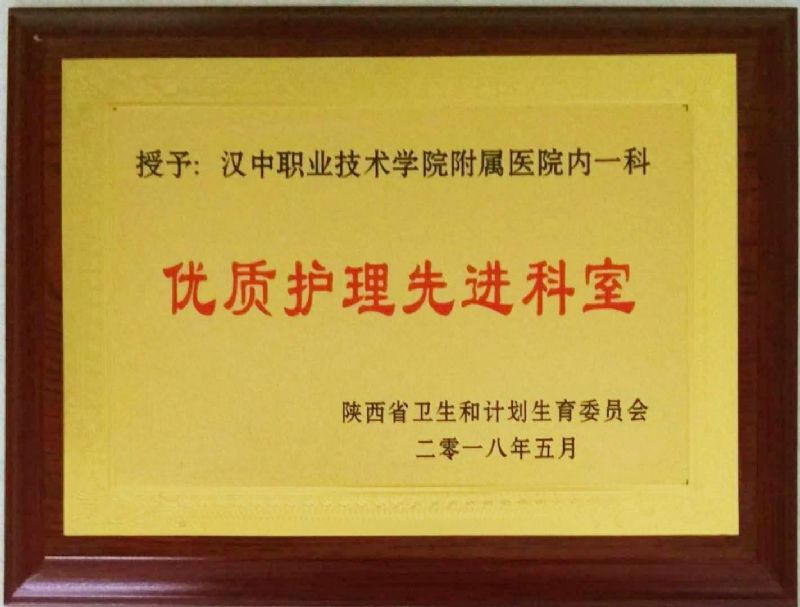 授予：汉中职业技术学院附属医院内一科
优质护理先进科室
陕西省卫生和计划生育委员会
二零一八年五月